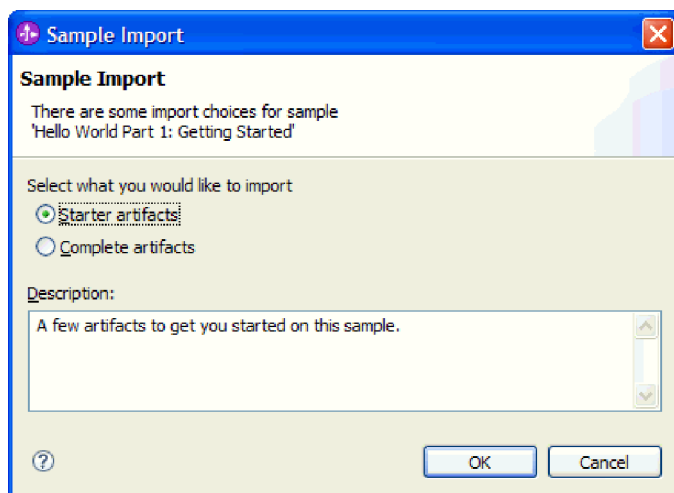 Sample Import
Sample Import
There are some import choices for sample
'Hello World Part 1: Getting Started'
Select what you would like to import
Starter artifacts
Complete artifacts
Description:
A few artifacts to get you started on this sample.
?
OK Cancel